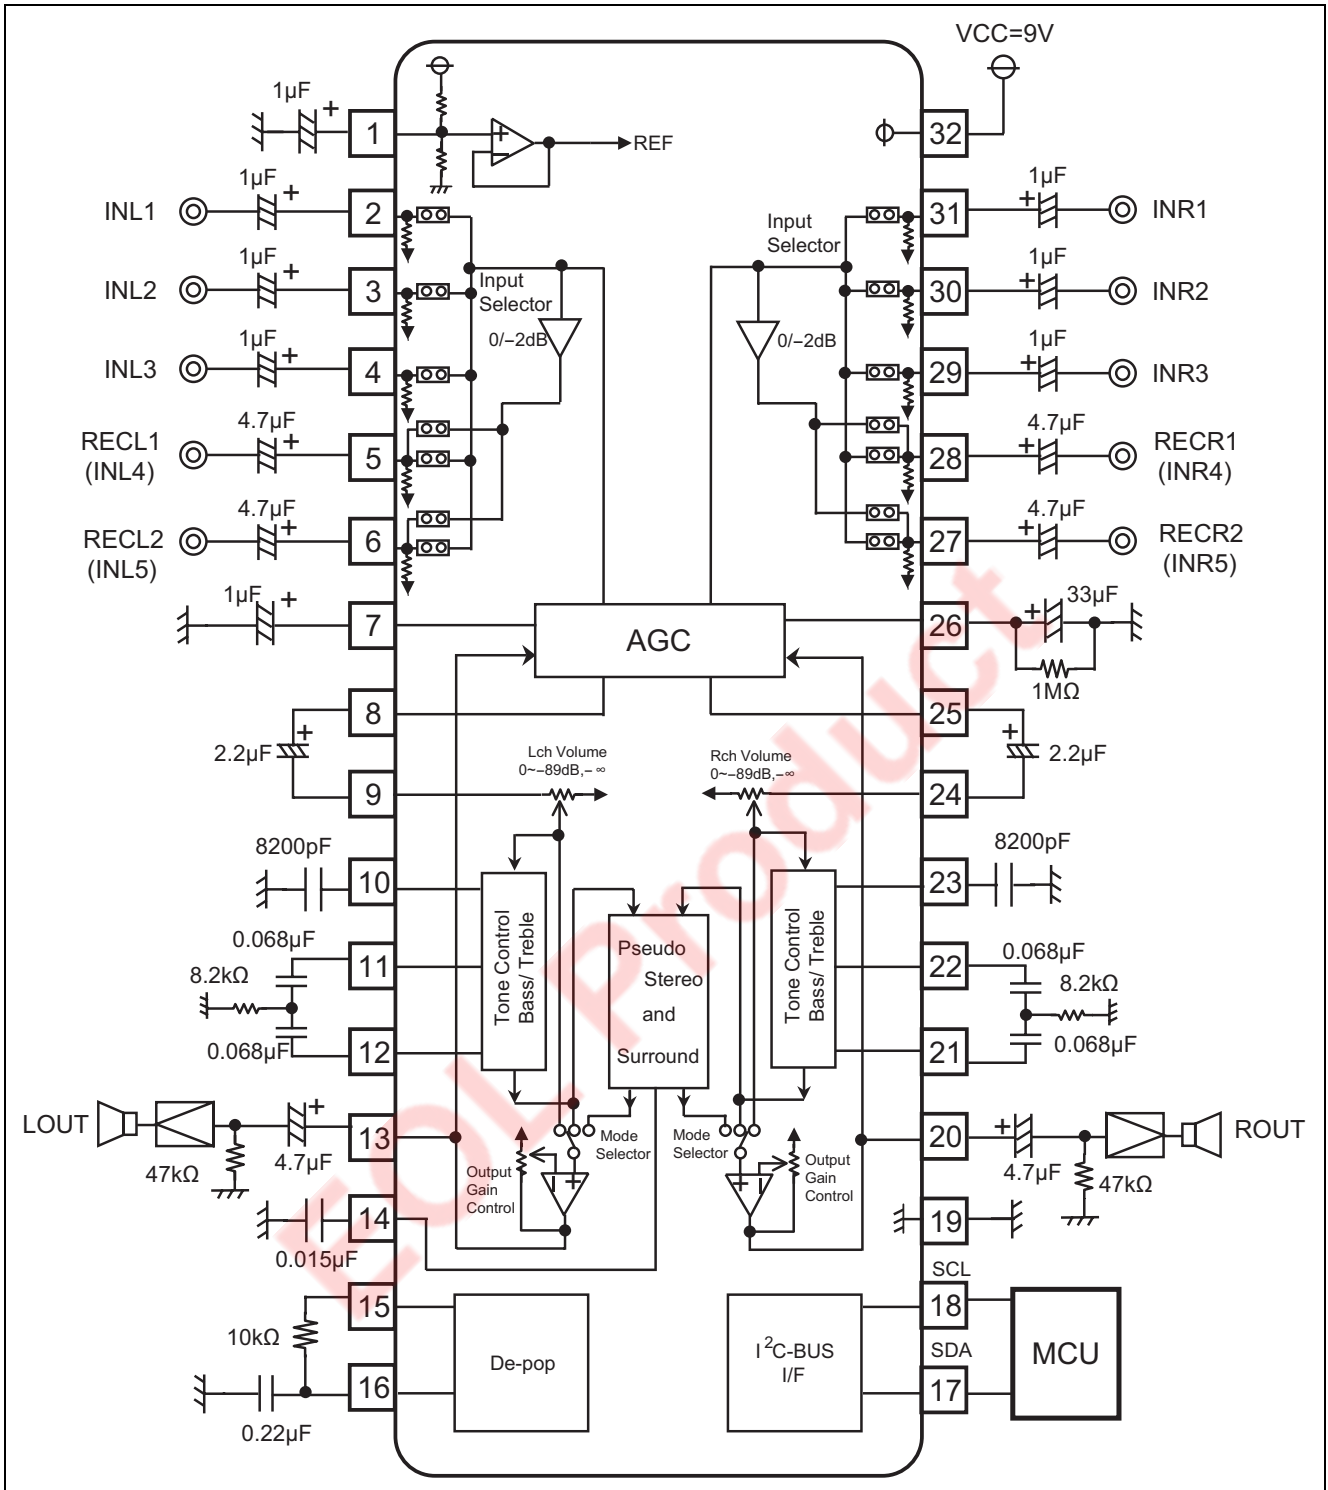 VCC=9V
1µF
+
1
+
−
REF
32
1µF
+
INL1
2
31
1µF
+
INR1
Input
Selector
1µF
+
INL2
3
Input
Selector
30
1µF
+
INR2
0/−2dB
0/−2dB
1µF
+
INL3
4
29
1µF
+
INR3
RECL1
(INL4)
4.7µF
+
5
28
4.7µF
+
RECR1
(INR4)
RECL2
(INL5)
4.7µF
+
6
27
4.7µF
+
RECR2
(INR5)
1µF
+
7
AGC
26
33µF
+
1MΩ
8
25
2.2µF
+
+
2.2µF
Lch Volume
0~−89dB,−∞
Rch Volume
0~−89dB,−∞
9
24
8200pF
10
23
8200pF
Tone Control
Bass/ Treble
Pseudo
Stereo
and
Surround
Tone Control
Bass/ Treble
0.068µF
11
22
0.068µF
8.2kΩ
8.2kΩ
0.068µF
12
21
0.068µF
LOUT
47kΩ
4.7µF
+
13
Mode
Selector
Mode
Selector
20
+
4.7µF
47kΩ
ROUT
Output
Gain
Control
−
+
+
−
Output
Gain
Control
14
0.015µF
19
SCL
15
10kΩ
18
De-pop
I²C-BUS
I/F
SDA
MCU
16
0.22µF
17
EOL Product